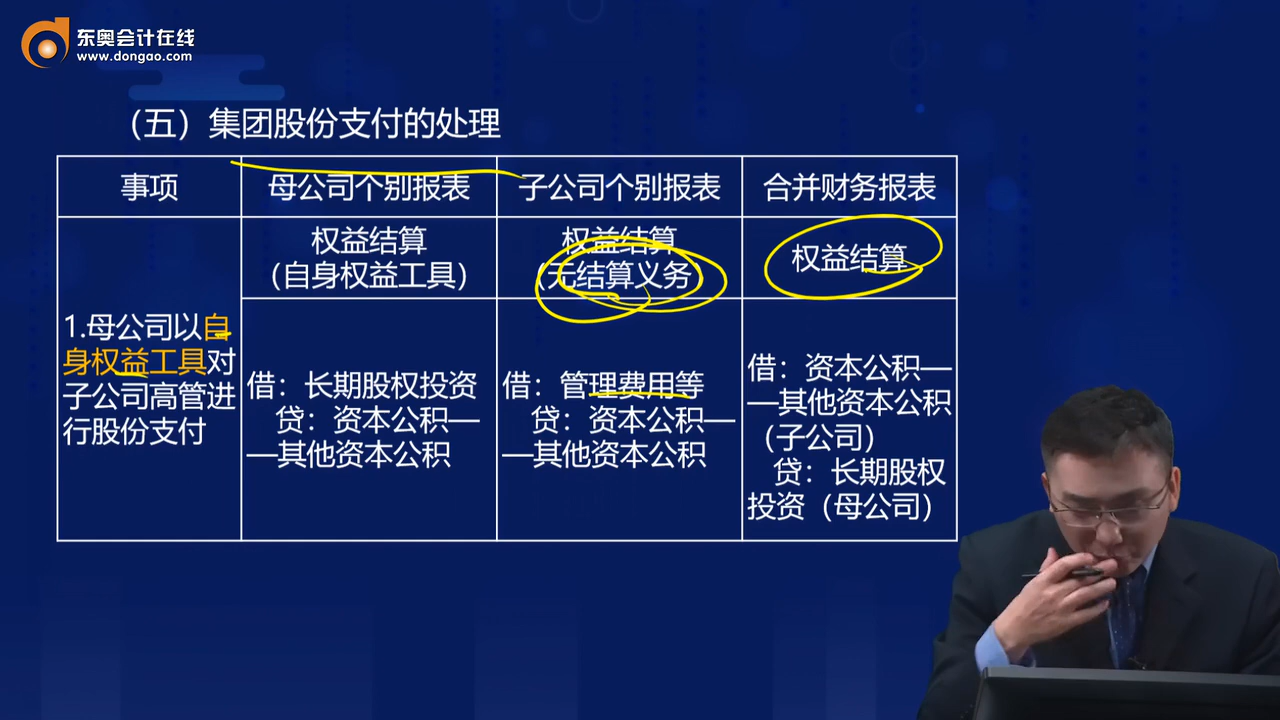 东奥会计在线
www.dongao.com
（五）集团股份支付的处理
事项
母公司个别报表
子公司个别报表
合并财务报表
1.母公司以自
身权益工具对
子公司高管进
行股份支付
权益结算
（自身权益工具）
权益结算
（无结算义务）
权益结算
借：长期股权投资
贷：资本公积—
—其他资本公积
借：管理费用等
贷：资本公积—
—其他资本公积
借：资本公积—
—其他资本公积
（子公司）
贷：长期股权
投资（母公司）